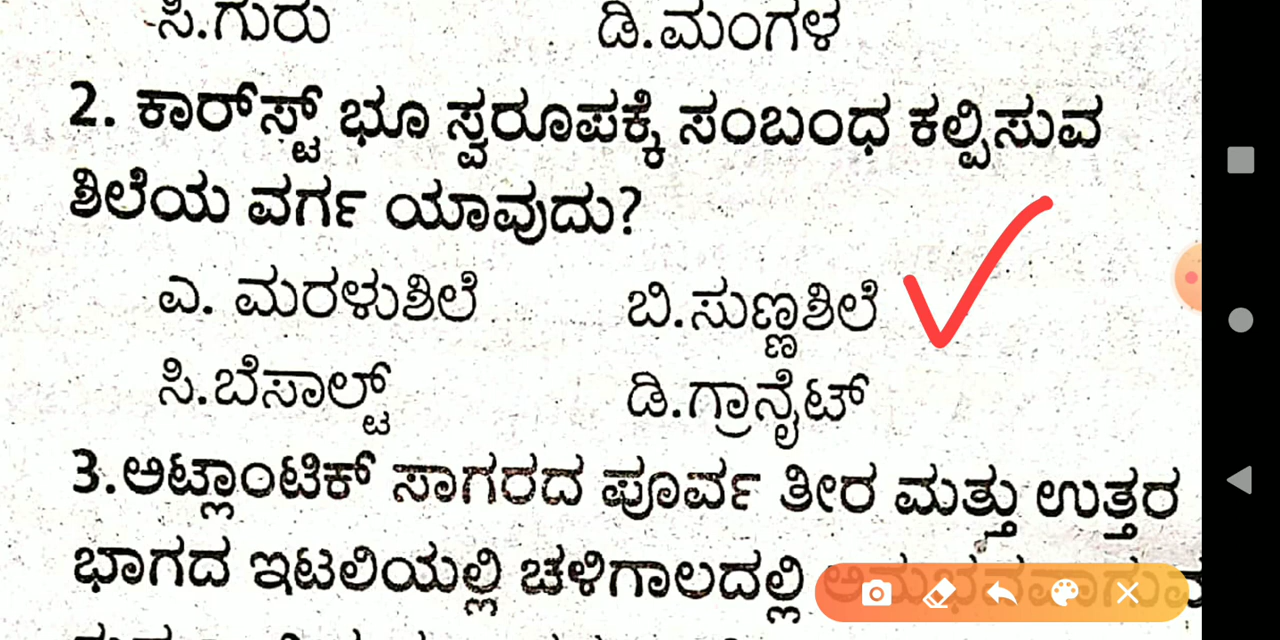 ಸಿ.ಗುರು ಡಿ.ಮಂಗಳ
2. ಕಾರ್ಸ್ಟ್ ಭೂ ಸ್ವರೂಪಕ್ಕೆ ಸಂಬಂಧ ಕಲ್ಪಿಸುವ
ಶಿಲೆಯ ವರ್ಗ ಯಾವುದು?
ಎ. ಮರಳುಶಿಲೆ ಬಿ.ಸುಣ್ಣಶಿಲೆ
ಸಿ.ಬೆಸಾಲ್ಟ್ ಡಿ.ಗ್ರಾನೈಟ್
3.ಅಟ್ಲಾಂಟಿಕ್ ಸಾಗರದ ಪೂರ್ವ ತೀರ ಮತ್ತು ಉತ್ತರ
ಭಾಗದ ಇಟಲಿಯಲ್ಲಿ ಚಳಿಗಾಲದಲ್ಲಿ